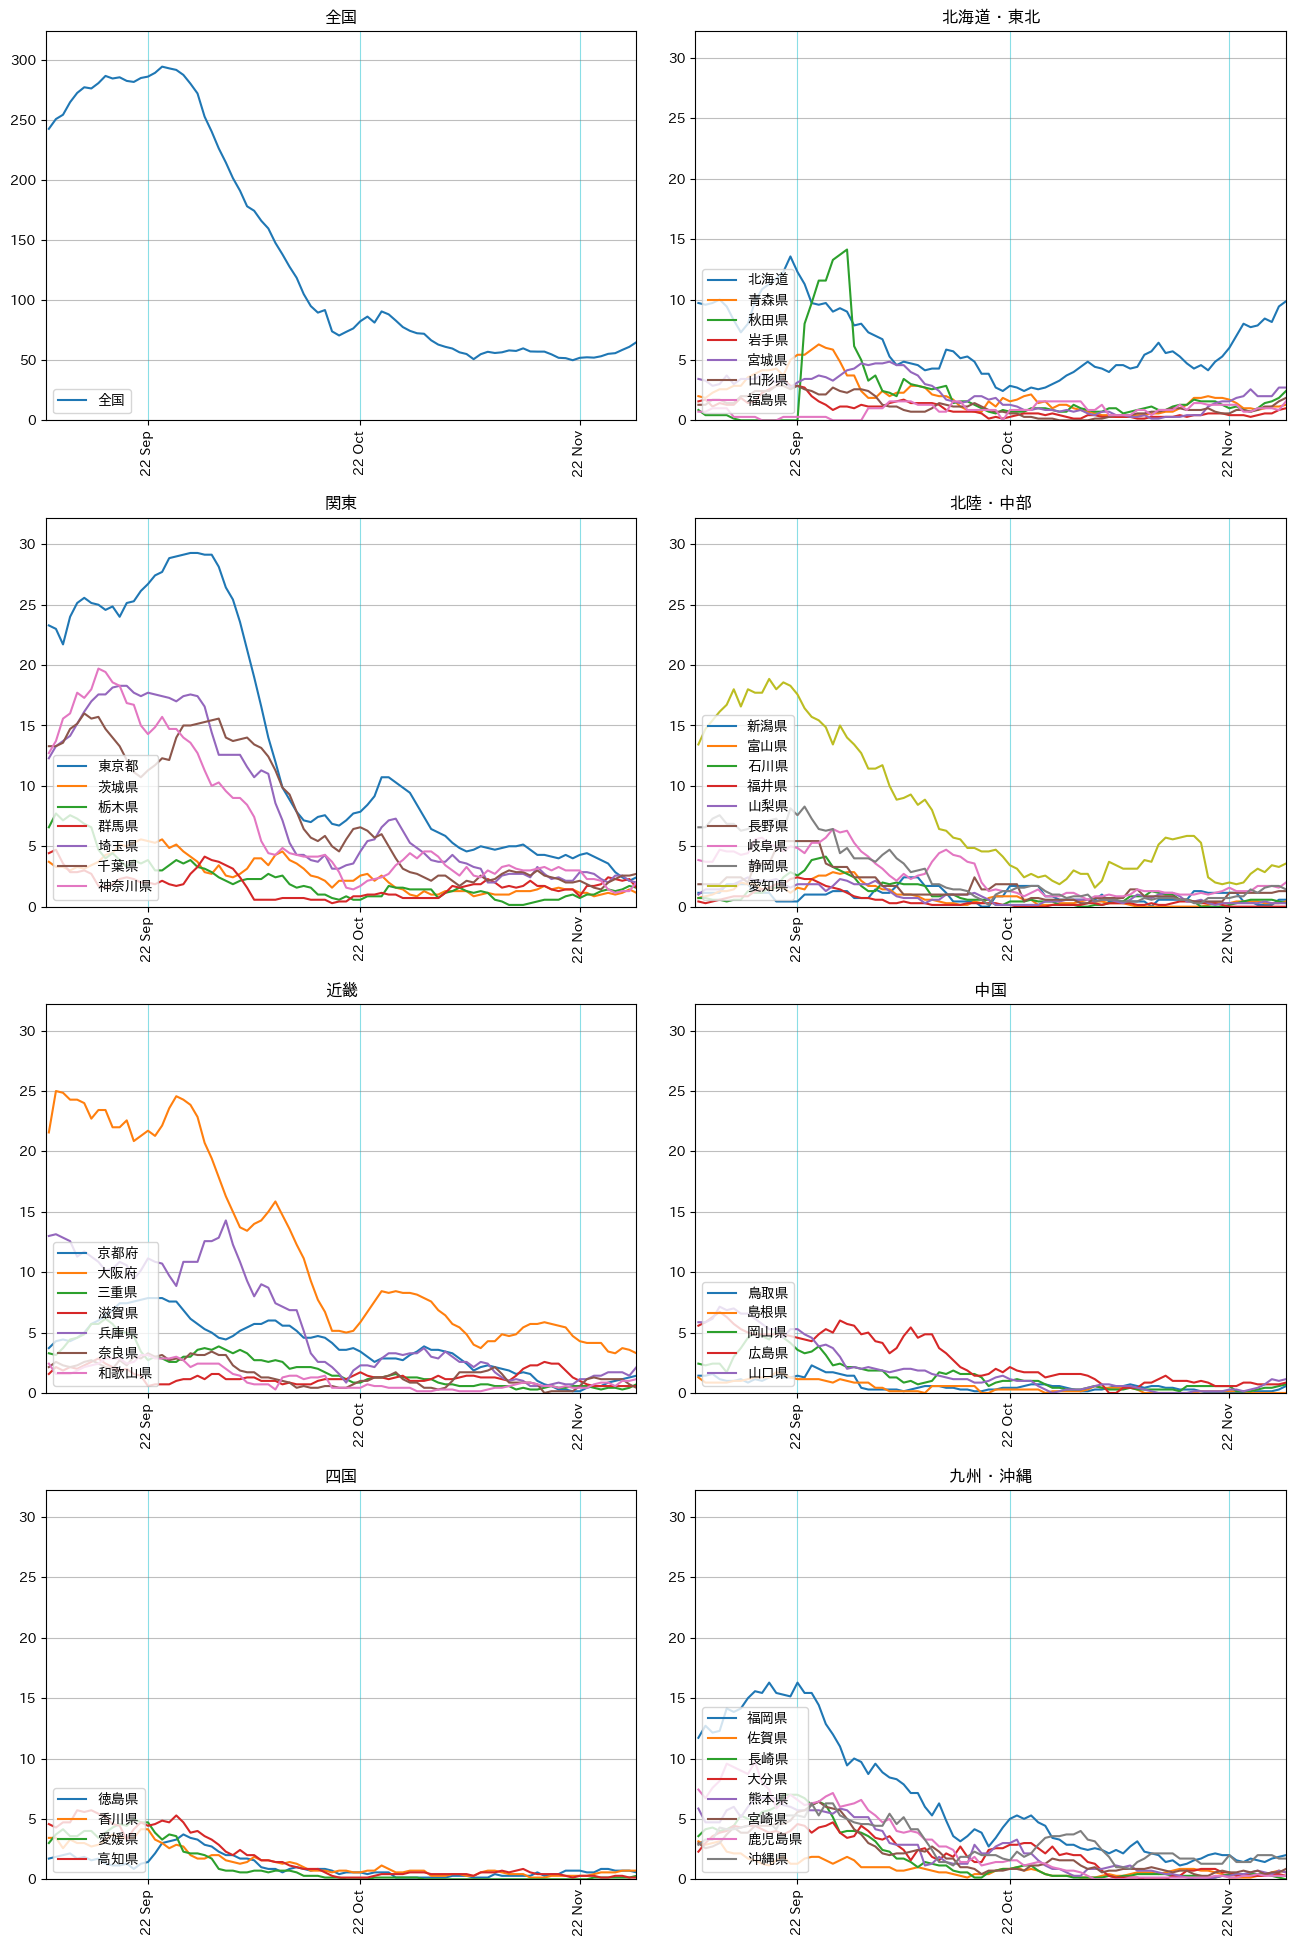 全国
300
250
200
150
100
50
0
全国
22 Sep
22 Oct
22 Nov
北海道・東北
30
25
20
15
10
5
0
北海道
青森県
秋田県
岩手県
宮城県
山形県
福島県
22 Sep
22 Oct
22 Nov
関東
30
25
20
15
10
5
0
東京都
茨城県
栃木県
群馬県
埼玉県
千葉県
神奈川県
22 Sep
22 Oct
22 Nov
北陸・中部
30
25
20
15
10
5
0
新潟県
富山県
石川県
福井県
山梨県
長野県
岐阜県
静岡県
愛知県
22 Sep
22 Oct
22 Nov
近畿
30
25
20
15
10
5
0
京都府
大阪府
三重県
滋賀県
兵庫県
奈良県
和歌山県
22 Sep
22 Oct
22 Nov
中国
30
25
20
15
10
5
0
鳥取県
島根県
岡山県
広島県
山口県
22 Sep
22 Oct
22 Nov
四国
30
25
20
15
10
5
0
徳島県
香川県
愛媛県
高知県
22 Sep
22 Oct
22 Nov
九州・沖縄
30
25
20
15
10
5
0
福岡県
佐賀県
長崎県
大分県
熊本県
宮崎県
鹿児島県
沖縄県
22 Sep
22 Oct
22 Nov